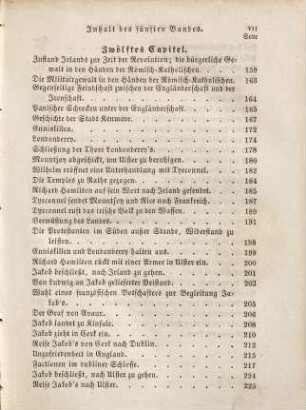 Inhalt des fünften Bandes. VII
Seite
Zwölftes Capitel.
Zustand Irlands zur Zeit der Revolution; die bürgerliche Ge-
walt in den Händen der Römisch-Katholischen. . . . . 159
Die Militairgewalt in den Händen der Römisch-Katholischen. 163
Gegenseitige Feindschaft zwischen der Engländerschaft und der
Irenschaft. . . . . 164
Panischer Schrecken unter der Engländerschaft. . . . . 165
Geschichte der Stadt Kenmare. . . . . 167
Enniskillen . . . . 172
Londonderry. . . . . 174
Schließung der Thore Londonderry's. . . . . 178
Mountjoy abgeschickt, um Ulster zu beruhigen. . . . . 180
Wilhelm eröffnet eine Unterhandlung mit Tyrconnel. . . . . 182
Die Temples zu Rathe gezogen. . . . . 183
Richard Hamilton auf sein Wort nach Irland gesendet. . . . . 185
Tyrconnel sendet Mountjoy und Rice nach Frankreich. . . . . 187
Tyrconnel ruft das irische Volk zu den Waffen. . . . . 189
Verwüstung des Landes. . . . . 191
Die Protestanten im Süden außer Stande, Widerstand zu
leisten. . . . . 198
Enniskillen und Londonderry halten aus. . . . . 199
Richard Hamilton rückt mit einer Armee in Ulster ein. . . . . 200
Jakob beschließt, nach Irland zu gehen. . . . . 201
Von Ludwig an Jakob gelieferter Beistand. . . . . 202
Wahl eines französischen Botschafters zur Begleitung Ja-
kob's. . . . . 203
Der Graf von Avaux. . . . . 205
Jakob landet zu Kinsale. . . . . 206
Jakob zieht in Cork ein. . . . . 207
Reise Jakob's von Cork nach Dublin. . . . . 209
Unzufriedenheit in England. . . . . 212
Factionen im dubliner Schlosse. . . . . 215
Jakob beschließt, nach Ulster zu gehen. . . . . 221
Reise Jakob's nach Ulster. . . . . 225